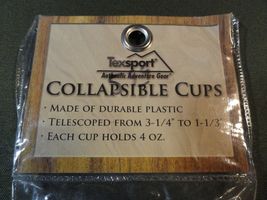 Texsport®
Authentic Adventure Gear
COLLAPSIBLE CUPS
· MADE OF DURABLE PLASTIC
· TELESCOPED FROM 3-1/4" TO 1-1/3"
· EACH CUP HOLDS 4 OZ.